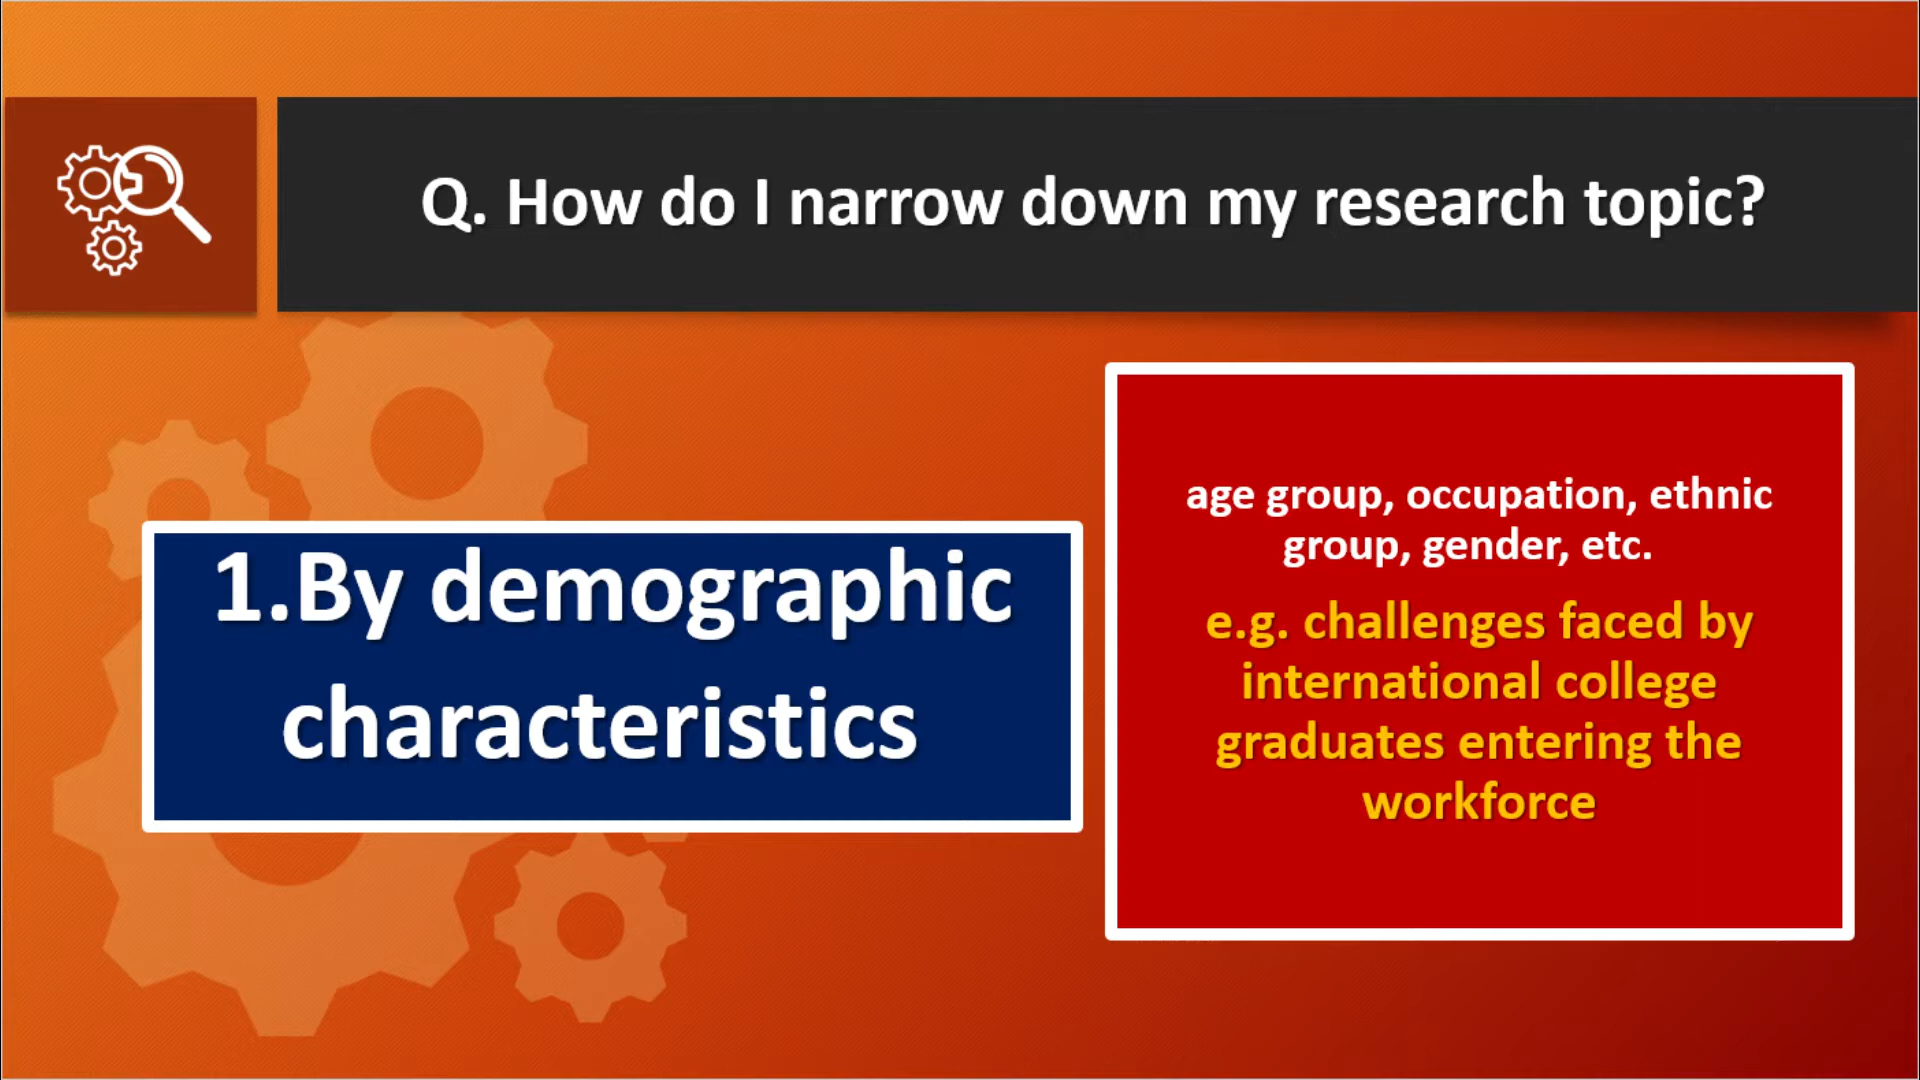 Q. How do I narrow down my research topic?
1.By demographic
characteristics
age group, occupation, ethnic
group, gender, etc.
e.g. challenges faced by
international college
graduates entering the
workforce